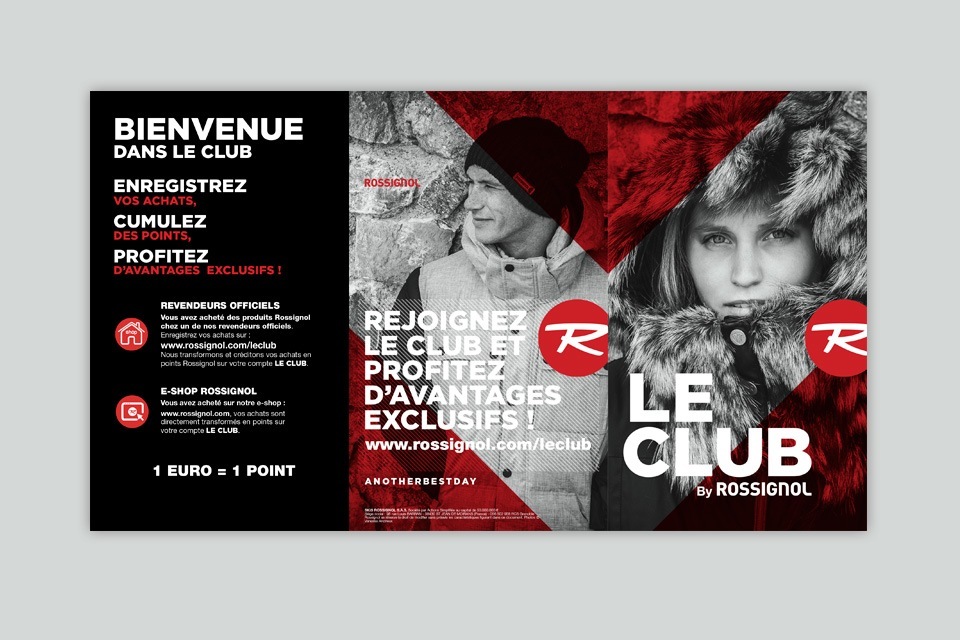 BIENVENUE
DANS LE CLUB
ENREGISTREZ
VOS ACHATS,
CUMULEZ
DES POINTS,
PROFITEZ
D'AVANTAGES EXCLUSIFS !
shop
REVENDEURS OFFICIELS
Vous avez acheté des produits Rossignol
chez un de nos revendeurs officiels.
Enregistrez vos achats sur :
www.rossignol.com/leclub
Nous transformons et créditons vos achats en
points Rossignol sur votre compte LE CLUB.
E-SHOP ROSSIGNOL
Vous avez acheté sur notre e-shop :
www.rossignol.com, vos achats sont
directement transformés en points sur
votre compte LE CLUB.
1 EURO = 1 POINT
ROSSIGNOL
REJOIGNEZ
LE CLUB ET
PROFITEZ
D'AVANTAGES
EXCLUSIFS !
www.rossignol.com/leclub
ANOTHERBESTDAY
R
LE
CLUB
By ROSSIGNOL
R